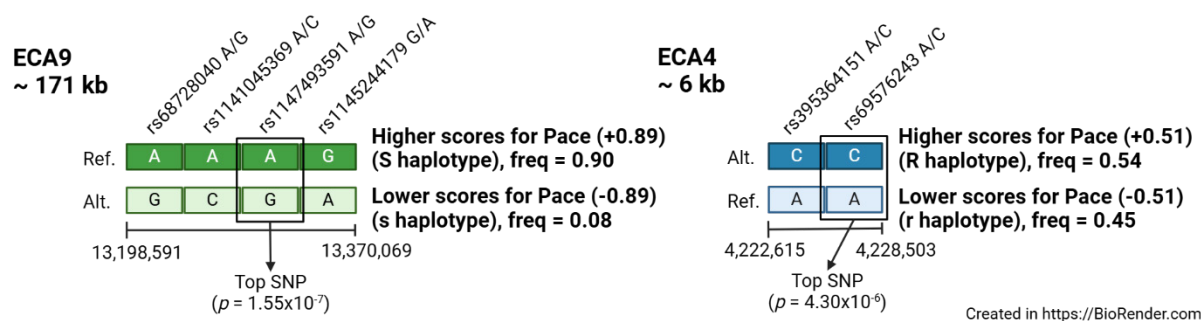 ECA9
~ 171 kb
rs68728040 A/G
rs1141045369 A/C
rs1147493591 A/G
rs1145244179 G/A
Ref. A A A G
Alt. G C G A
Higher scores for Pace (+0.89)
(S haplotype), freq = 0.90
Lower scores for Pace (-0.89)
(s haplotype), freq = 0.08
13,198,591 13,370,069
Top SNP
(p = 1.55x10⁻⁷)
ECA4
~ 6 kb
rs395364151 A/C
rs69576243 A/C
Alt. C C
Ref. A A
Higher scores for Pace (+0.51)
(R haplotype), freq = 0.54
Lower scores for Pace (-0.51)
(r haplotype), freq = 0.45
4,222,615 4,228,503
Top SNP
(p = 4.30x10⁻⁶)
Created in https://BioRender.com